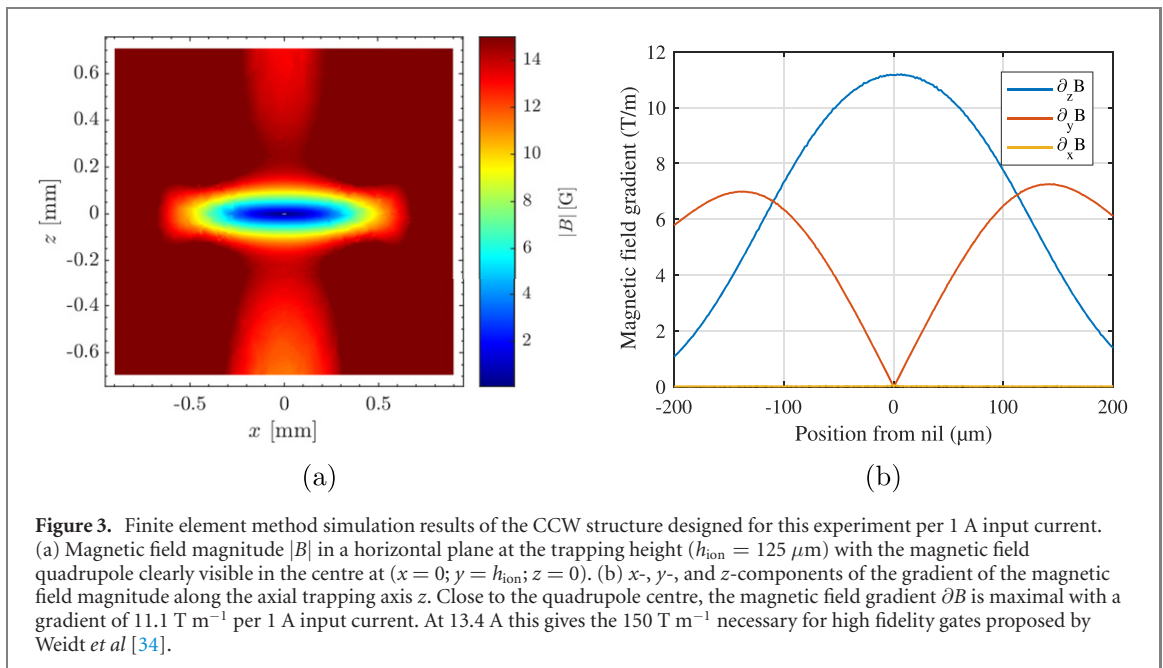 0.6
0.4
0.2
0
-0.2
-0.4
-0.6
z [mm]
-0.5
0
0.5
x [mm]
14
12
10
8
6
4
2
|B| [G]
(a)
12
10
8
6
4
2
0
Magnetic field gradient (T/m)
∂zB
∂yB
∂xB
-200
-100
0
100
200
Position from nil (μm)
(b)
Figure 3. Finite element method simulation results of the CCW structure designed for this experiment per 1 A input current.
(a) Magnetic field magnitude |B| in a horizontal plane at the trapping height (hion = 125 μm) with the magnetic field
quadrupole clearly visible in the centre at (x = 0; y = hion; z = 0). (b) x-, y-, and z-components of the gradient of the magnetic
field magnitude along the axial trapping axis z. Close to the quadrupole centre, the magnetic field gradient ∂B is maximal with a
gradient of 11.1 T m⁻¹ per 1 A input current. At 13.4 A this gives the 150 T m⁻¹ necessary for high fidelity gates proposed by
Weidt et al [34].